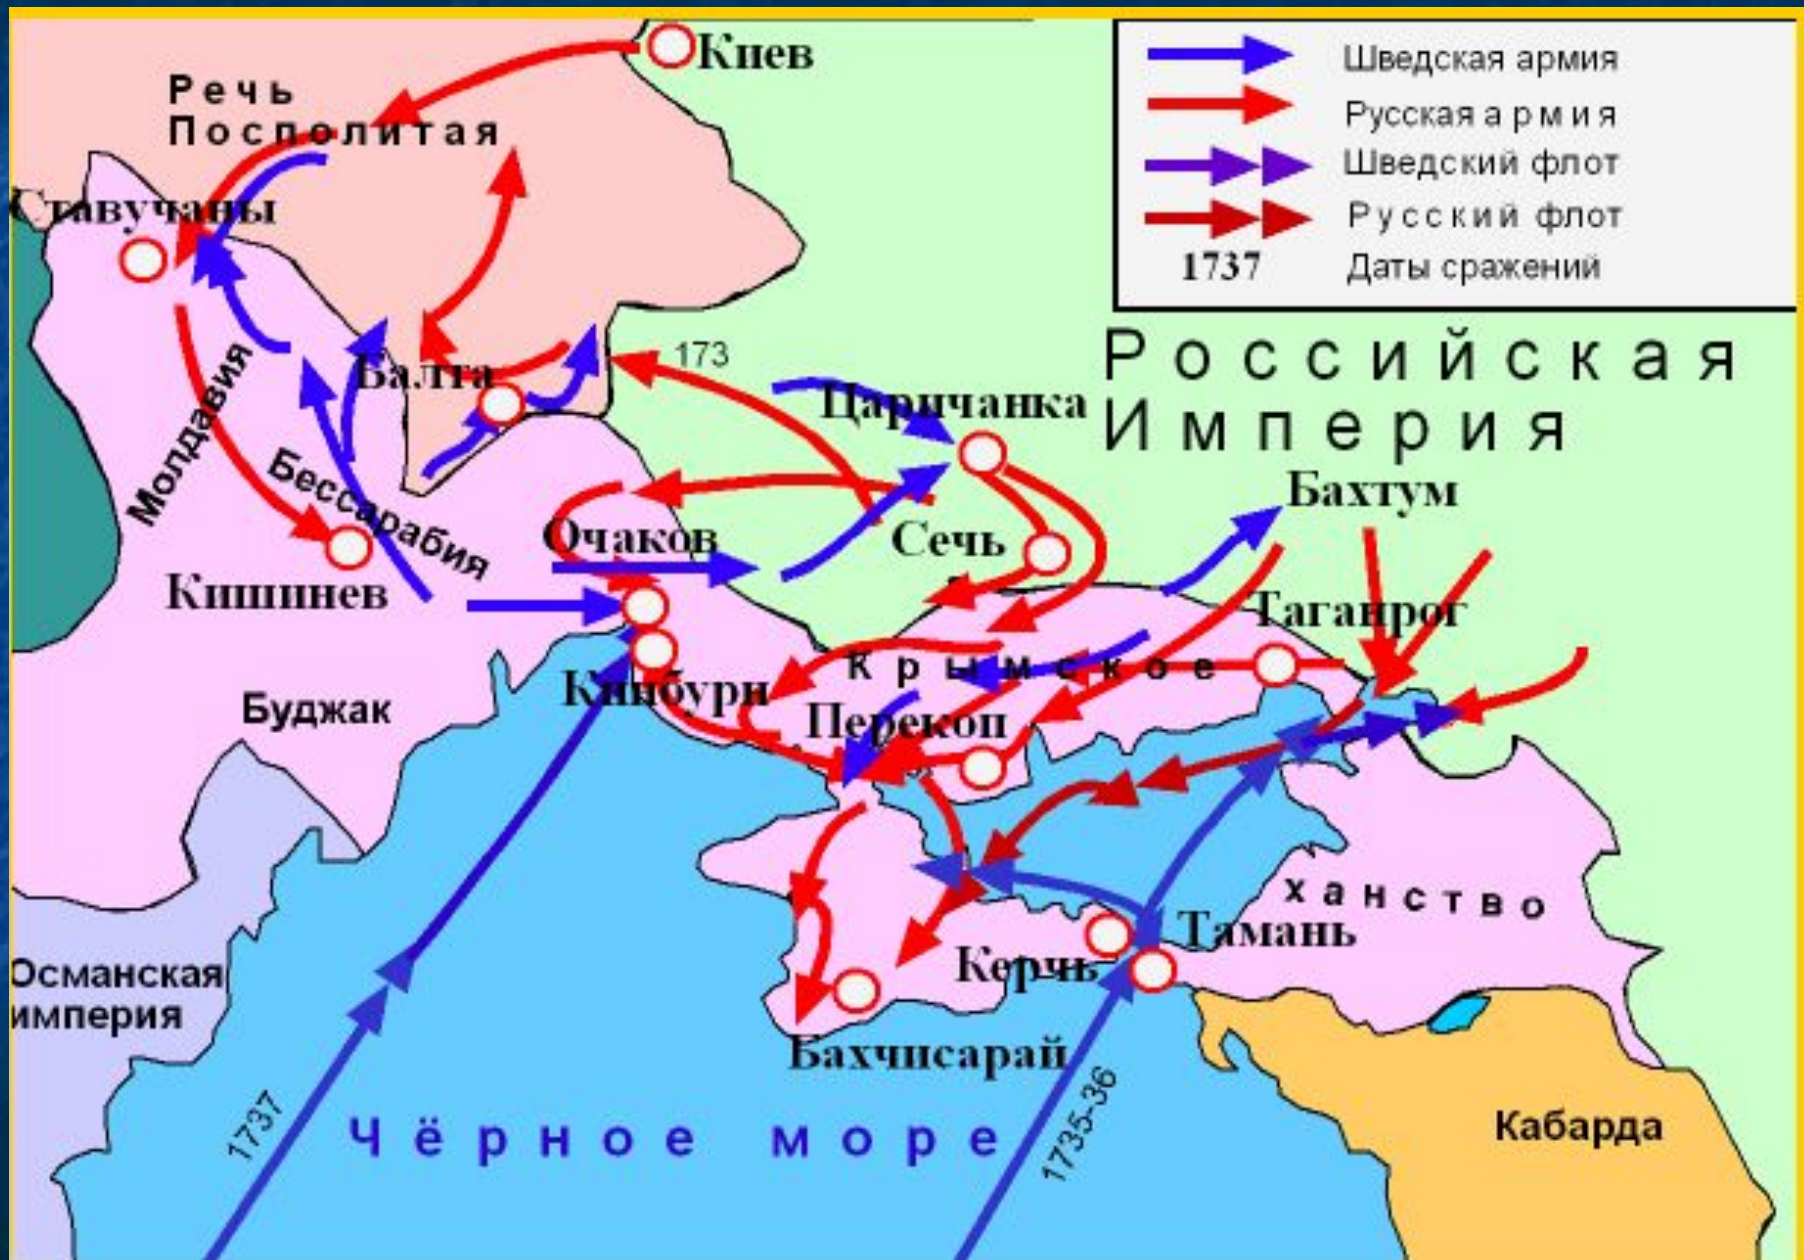 Киев
Речь
Посполитая
Ставучаны
Шведская армия
Русская армия
Шведский флот
Русский флот
1737 Даты сражений
Российская
Империя
173
Балта
Царичанка
Молдавия
Бессарабия
Бахтум
Очаков
Сечь
Кишинев
Таганрог
Крымское
Кинбурн
Буджак
Перекоп
ханство
Тамань
Керчь
Османская
империя
Бахчисарай
1737
Чёрное море
1735-36
Кабарда